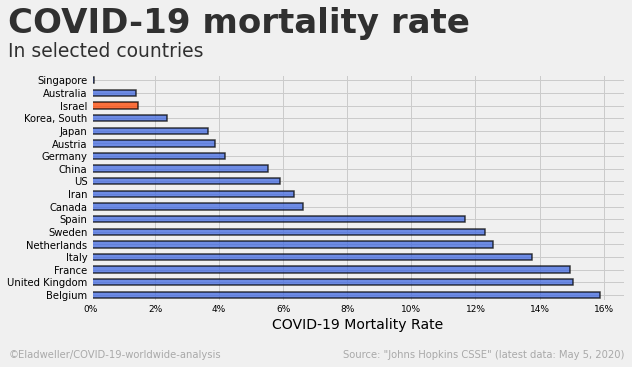 COVID-19 mortality rate
In selected countries
Singapore
Australia
Israel
Korea, South
Japan
Austria
Germany
China
US
Iran
Canada
Spain
Sweden
Netherlands
Italy
France
United Kingdom
Belgium
0% 2% 4% 6% 8% 10% 12% 14% 16%
COVID-19 Mortality Rate
©Eladweller/COVID-19-worldwide-analysis Source: "Johns Hopkins CSSE" (latest data: May 5, 2020)